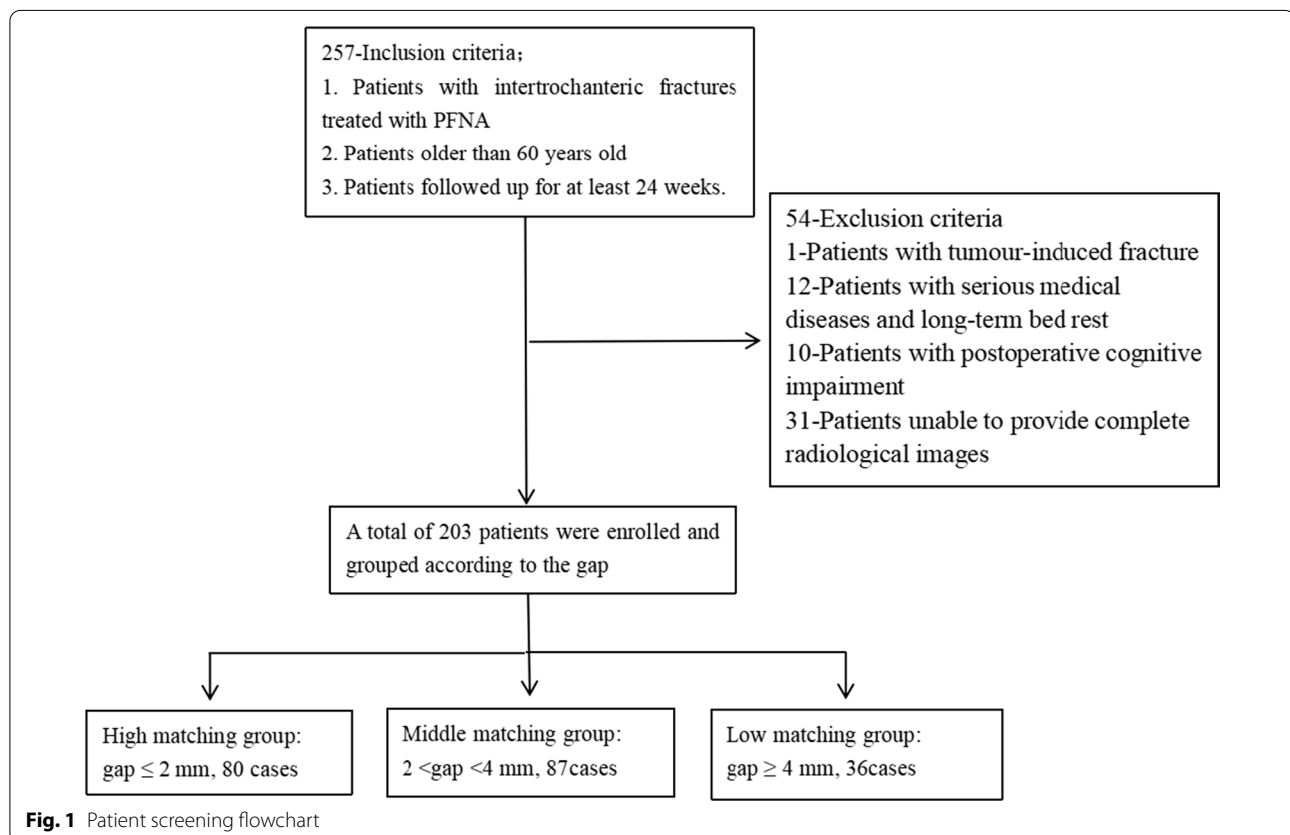 257-Inclusion criteria；
1. Patients with intertrochanteric fractures
treated with PFNA
2. Patients older than 60 years old
3. Patients followed up for at least 24 weeks.
54-Exclusion criteria
1-Patients with tumour-induced fracture
12-Patients with serious medical
diseases and long-term bed rest
10-Patients with postoperative cognitive
impairment
31-Patients unable to provide complete
radiological images
A total of 203 patients were enrolled and
grouped according to the gap
High matching group:
gap ≤ 2 mm, 80 cases
Middle matching group:
2 <gap <4 mm, 87cases
Low matching group:
gap ≥ 4 mm, 36cases
Fig. 1 Patient screening flowchart